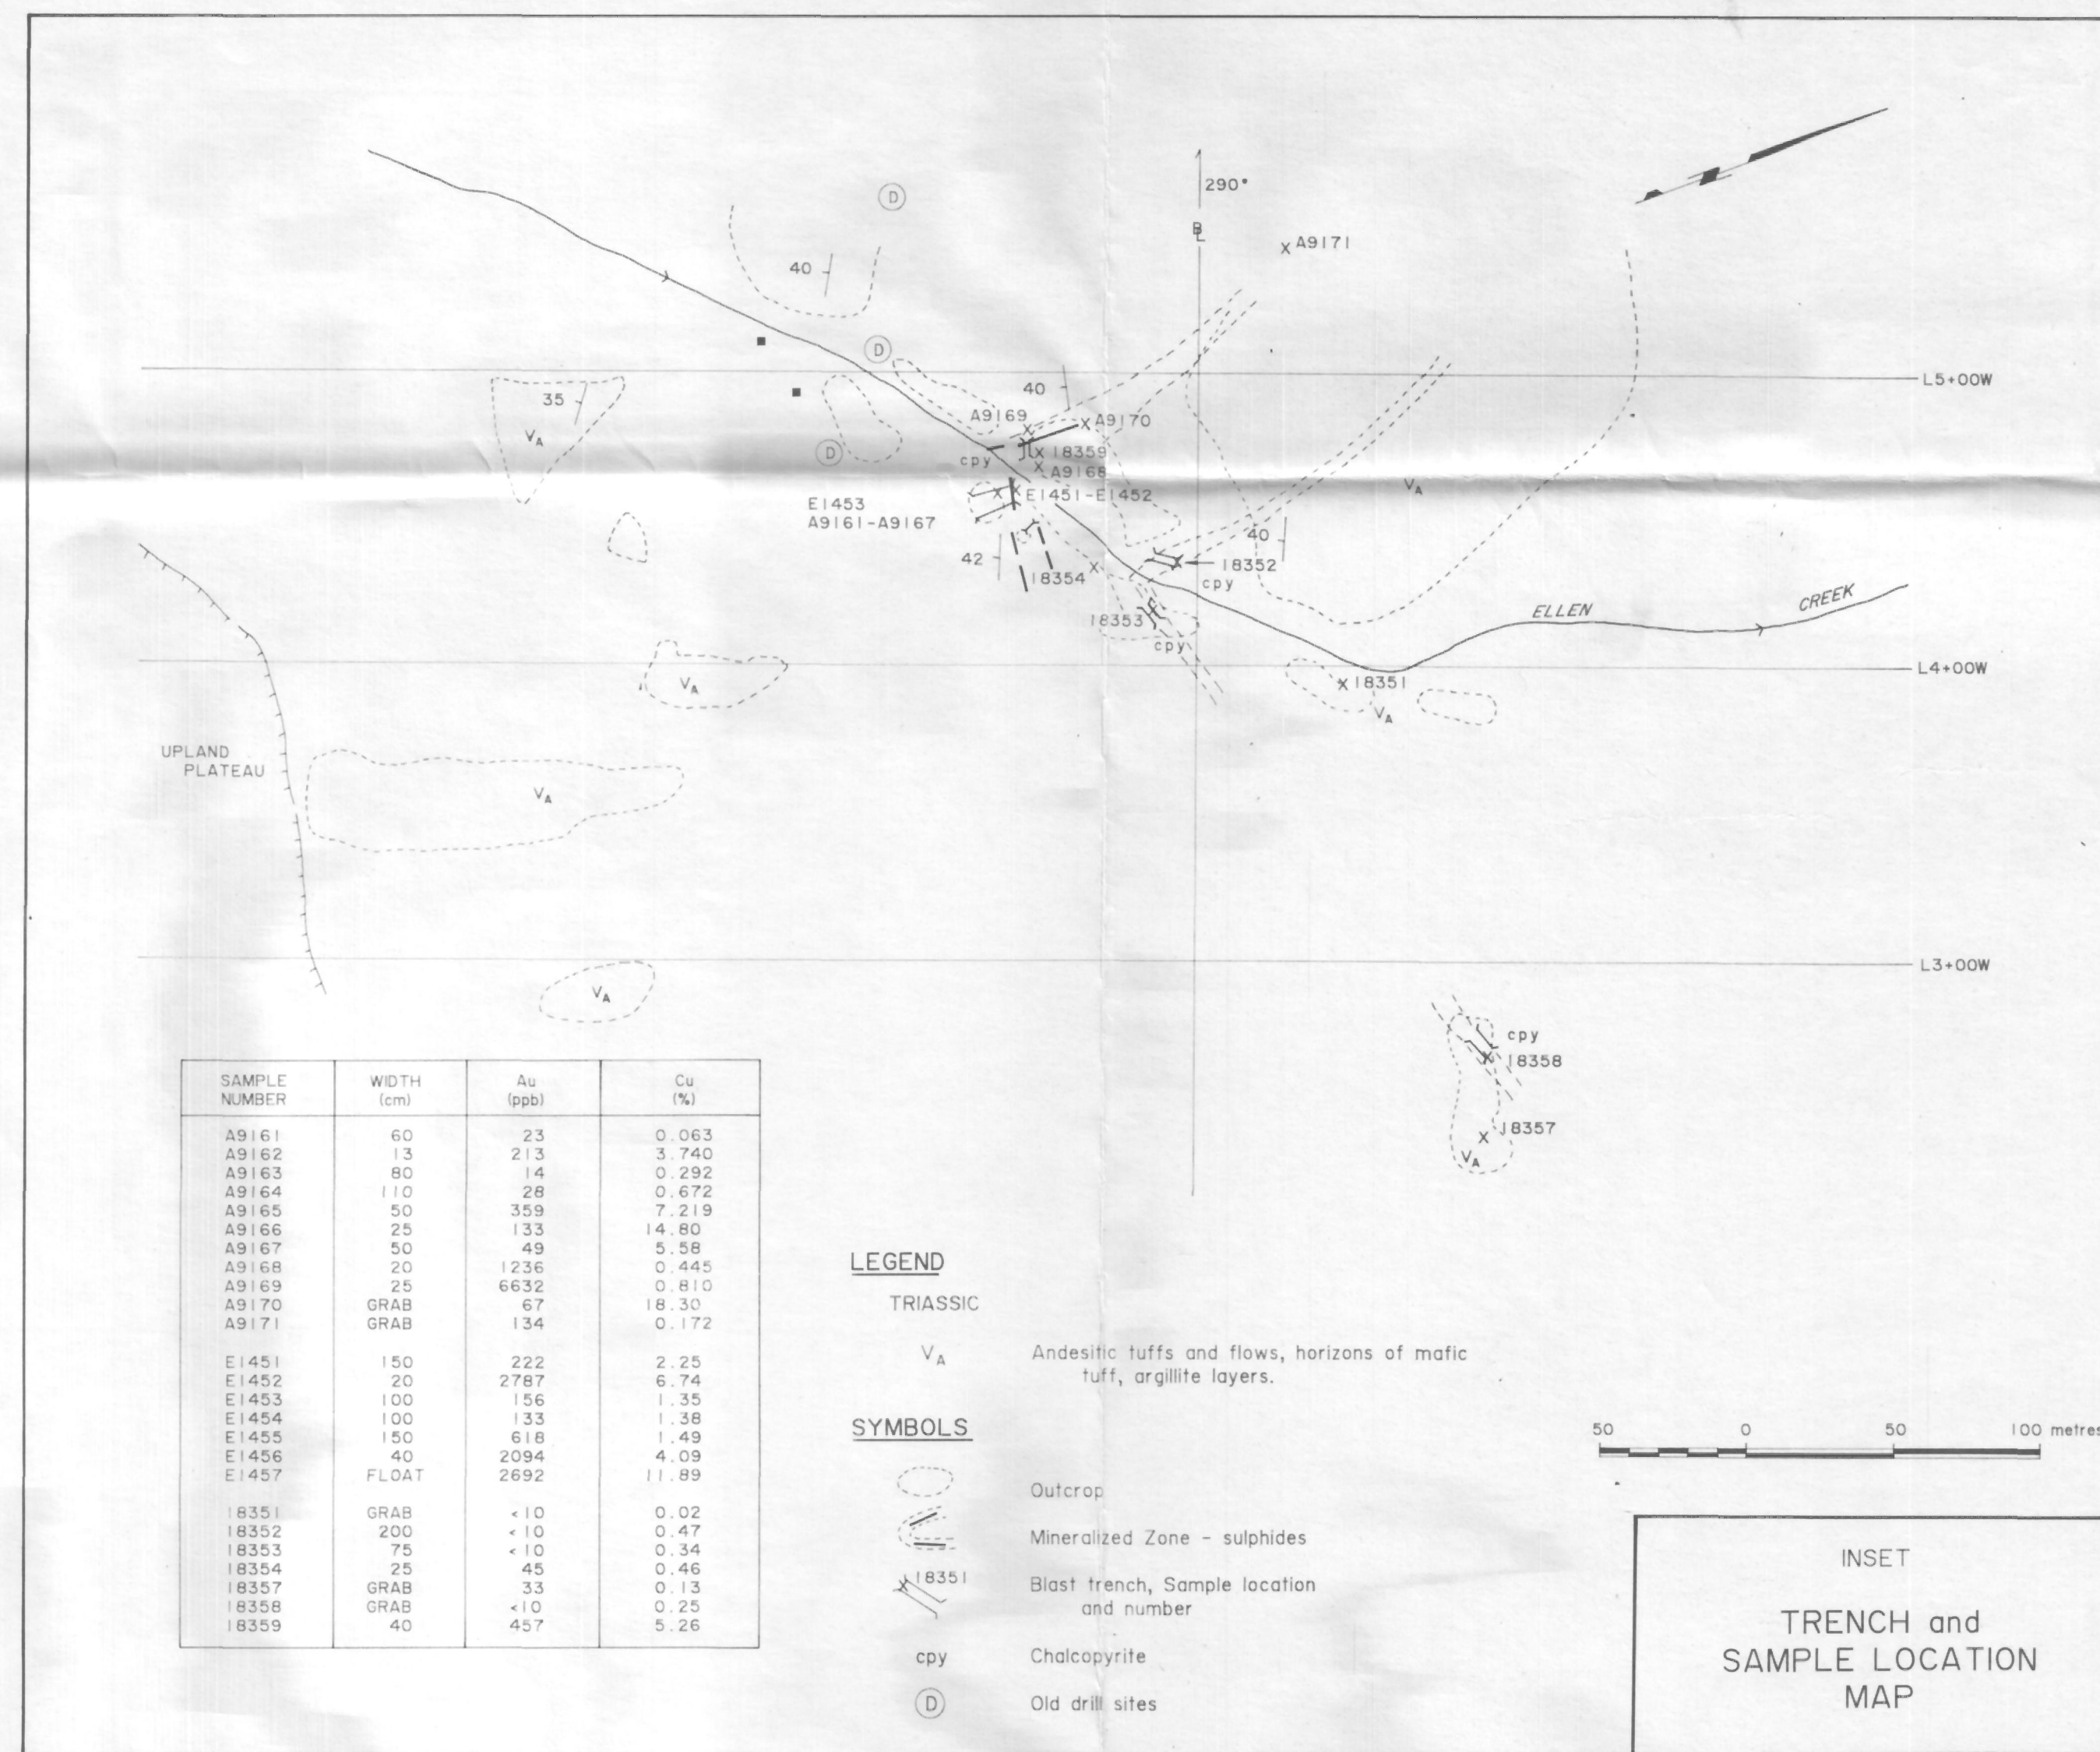 D
290°
B
L
A9171
40
D
L5+00W
40
35
VA
A9169
A9170
D
cpy
18359
A9168
VA
E1451-E1452
E1453
A9161-A9167
40
42
18352
18354
cpy
ELLEN CREEK
18353
cpy
L4+00W
18351
VA
VA
UPLAND
PLATEAU
VA
L3+00W
VA
cpy
18358
18357
VA
SAMPLE NUMBER WIDTH (cm) Au (ppb) Cu (%)
A9161 60 23 0.063
A9162 13 213 3.740
A9163 80 14 0.292
A9164 110 28 0.672
A9165 50 359 7.219
A9166 25 133 14.80
A9167 50 49 5.58
A9168 20 1236 0.445
A9169 25 6632 0.810
A9170 GRAB 67 18.30
A9171 GRAB 134 0.172
E1451 150 222 2.25
E1452 20 2787 6.74
E1453 100 156 1.35
E1454 100 133 1.38
E1455 150 618 1.49
E1456 40 2094 4.09
E1457 FLOAT 2692 11.89
18351 GRAB <10 0.02
18352 200 <10 0.47
18353 75 <10 0.34
18354 25 45 0.46
18357 GRAB 33 0.13
18358 GRAB <10 0.25
18359 40 457 5.26
LEGEND
TRIASSIC
VA Andesitic tuffs and flows, horizons of mafic
tuff, argillite layers.
SYMBOLS
Outcrop
Mineralized Zone - sulphides
18351 Blast trench, Sample location
and number
cpy Chalcopyrite
D Old drill sites
50 0 50 100 metres
INSET
TRENCH and
SAMPLE LOCATION
MAP